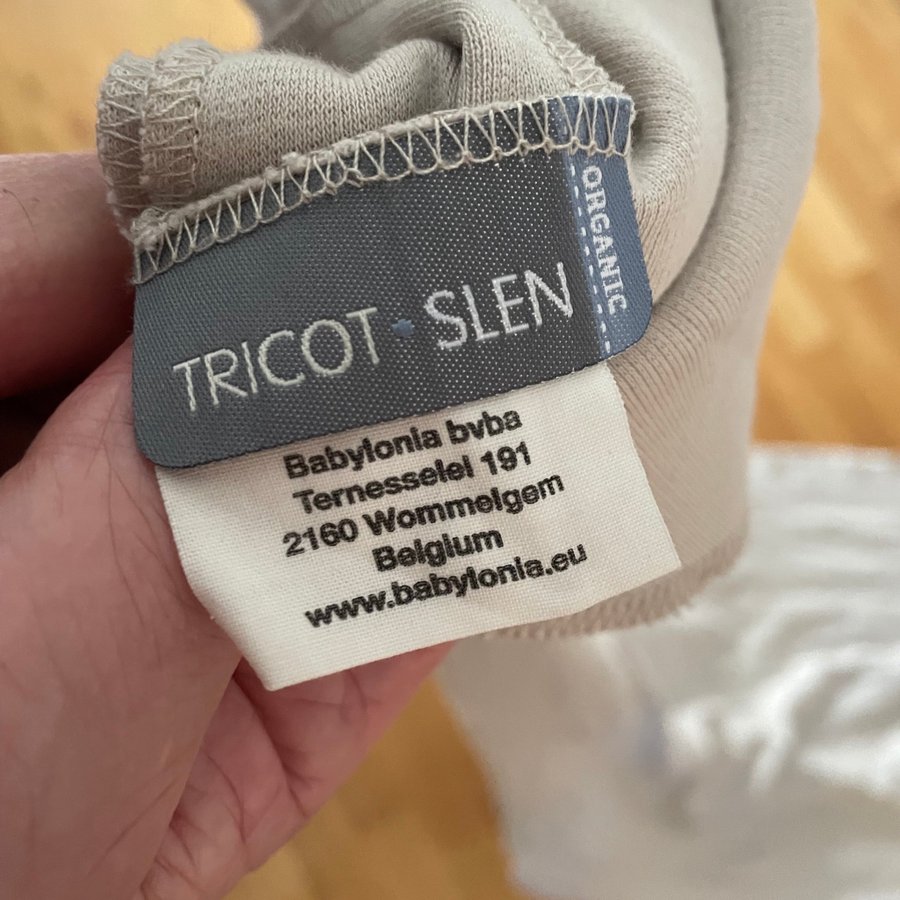 TRICOT • SLEN
ORGANIC
Babylonia bvba
Ternesselei 191
2160 Wommelgem
Belgium
www.babylonia.eu